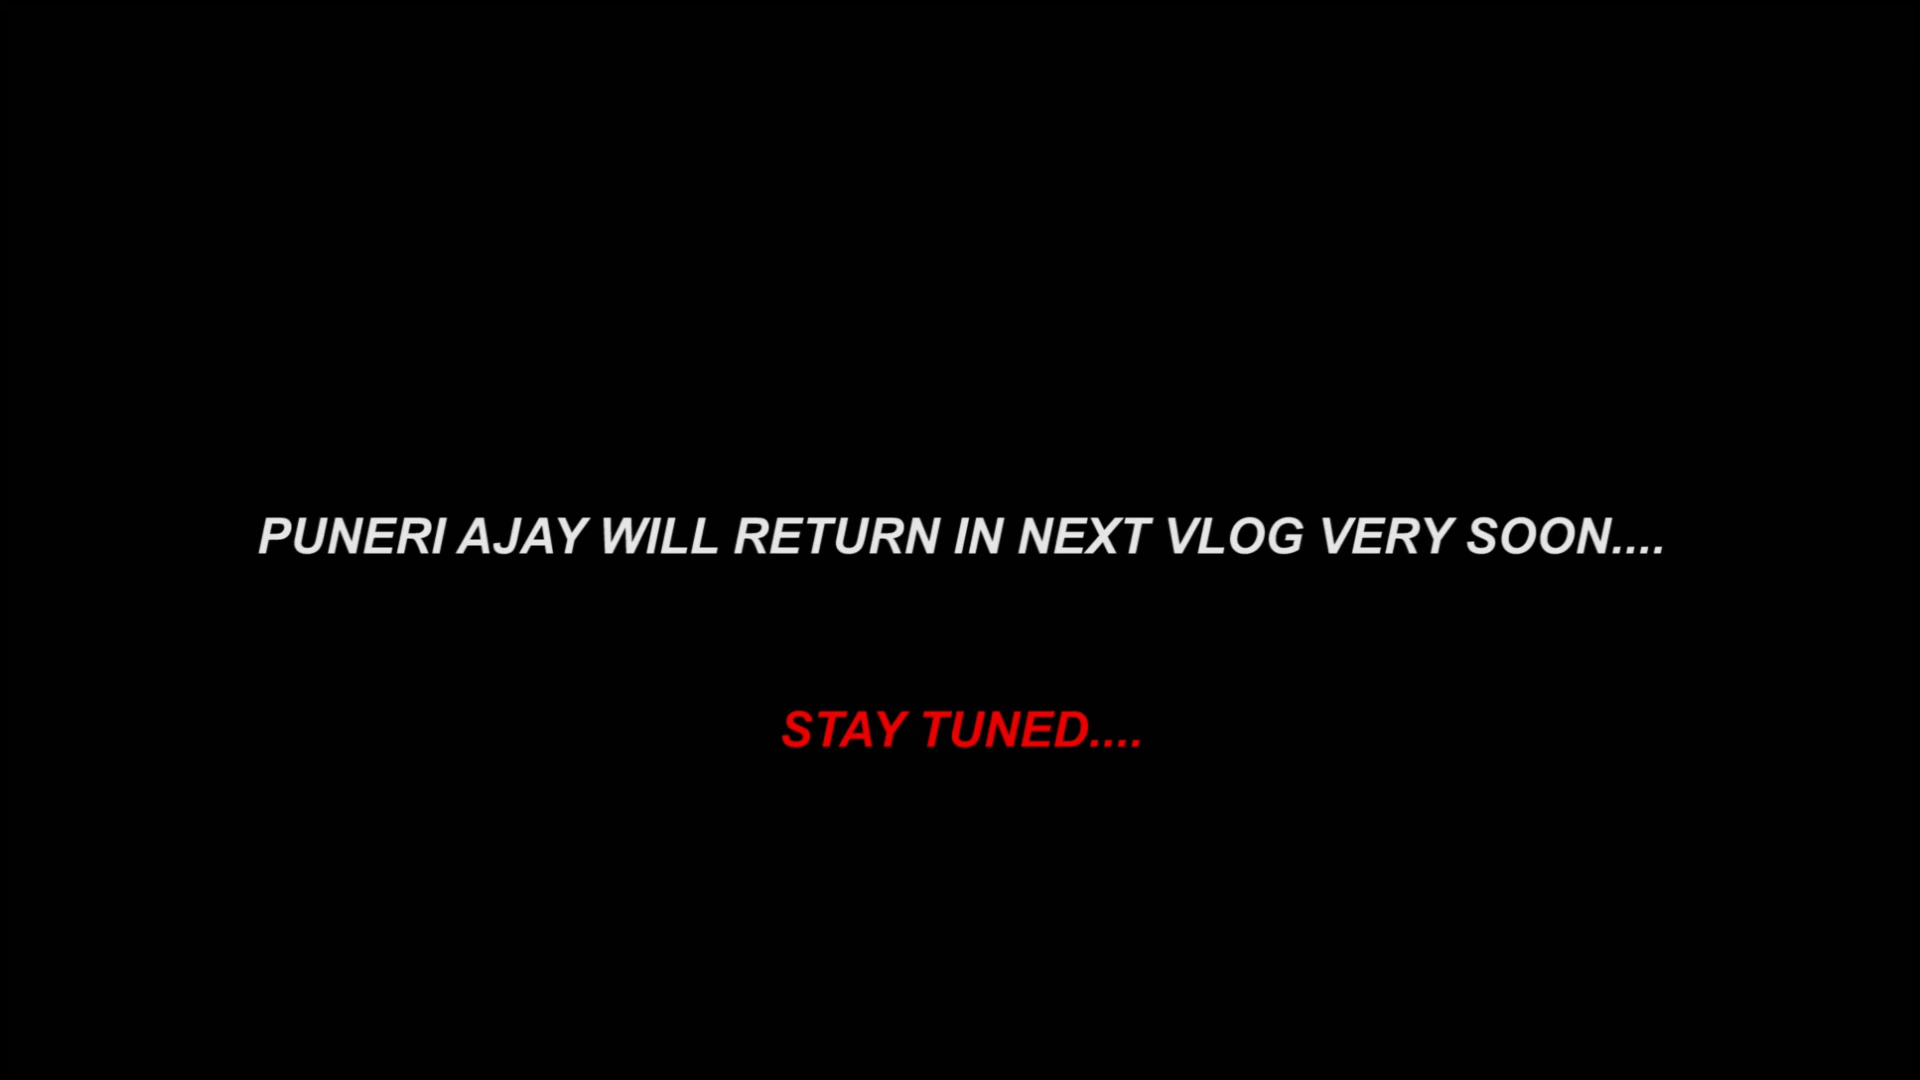 PUNERI AJAY WILL RETURN IN NEXT VLOG VERY SOON....
STAY TUNED....